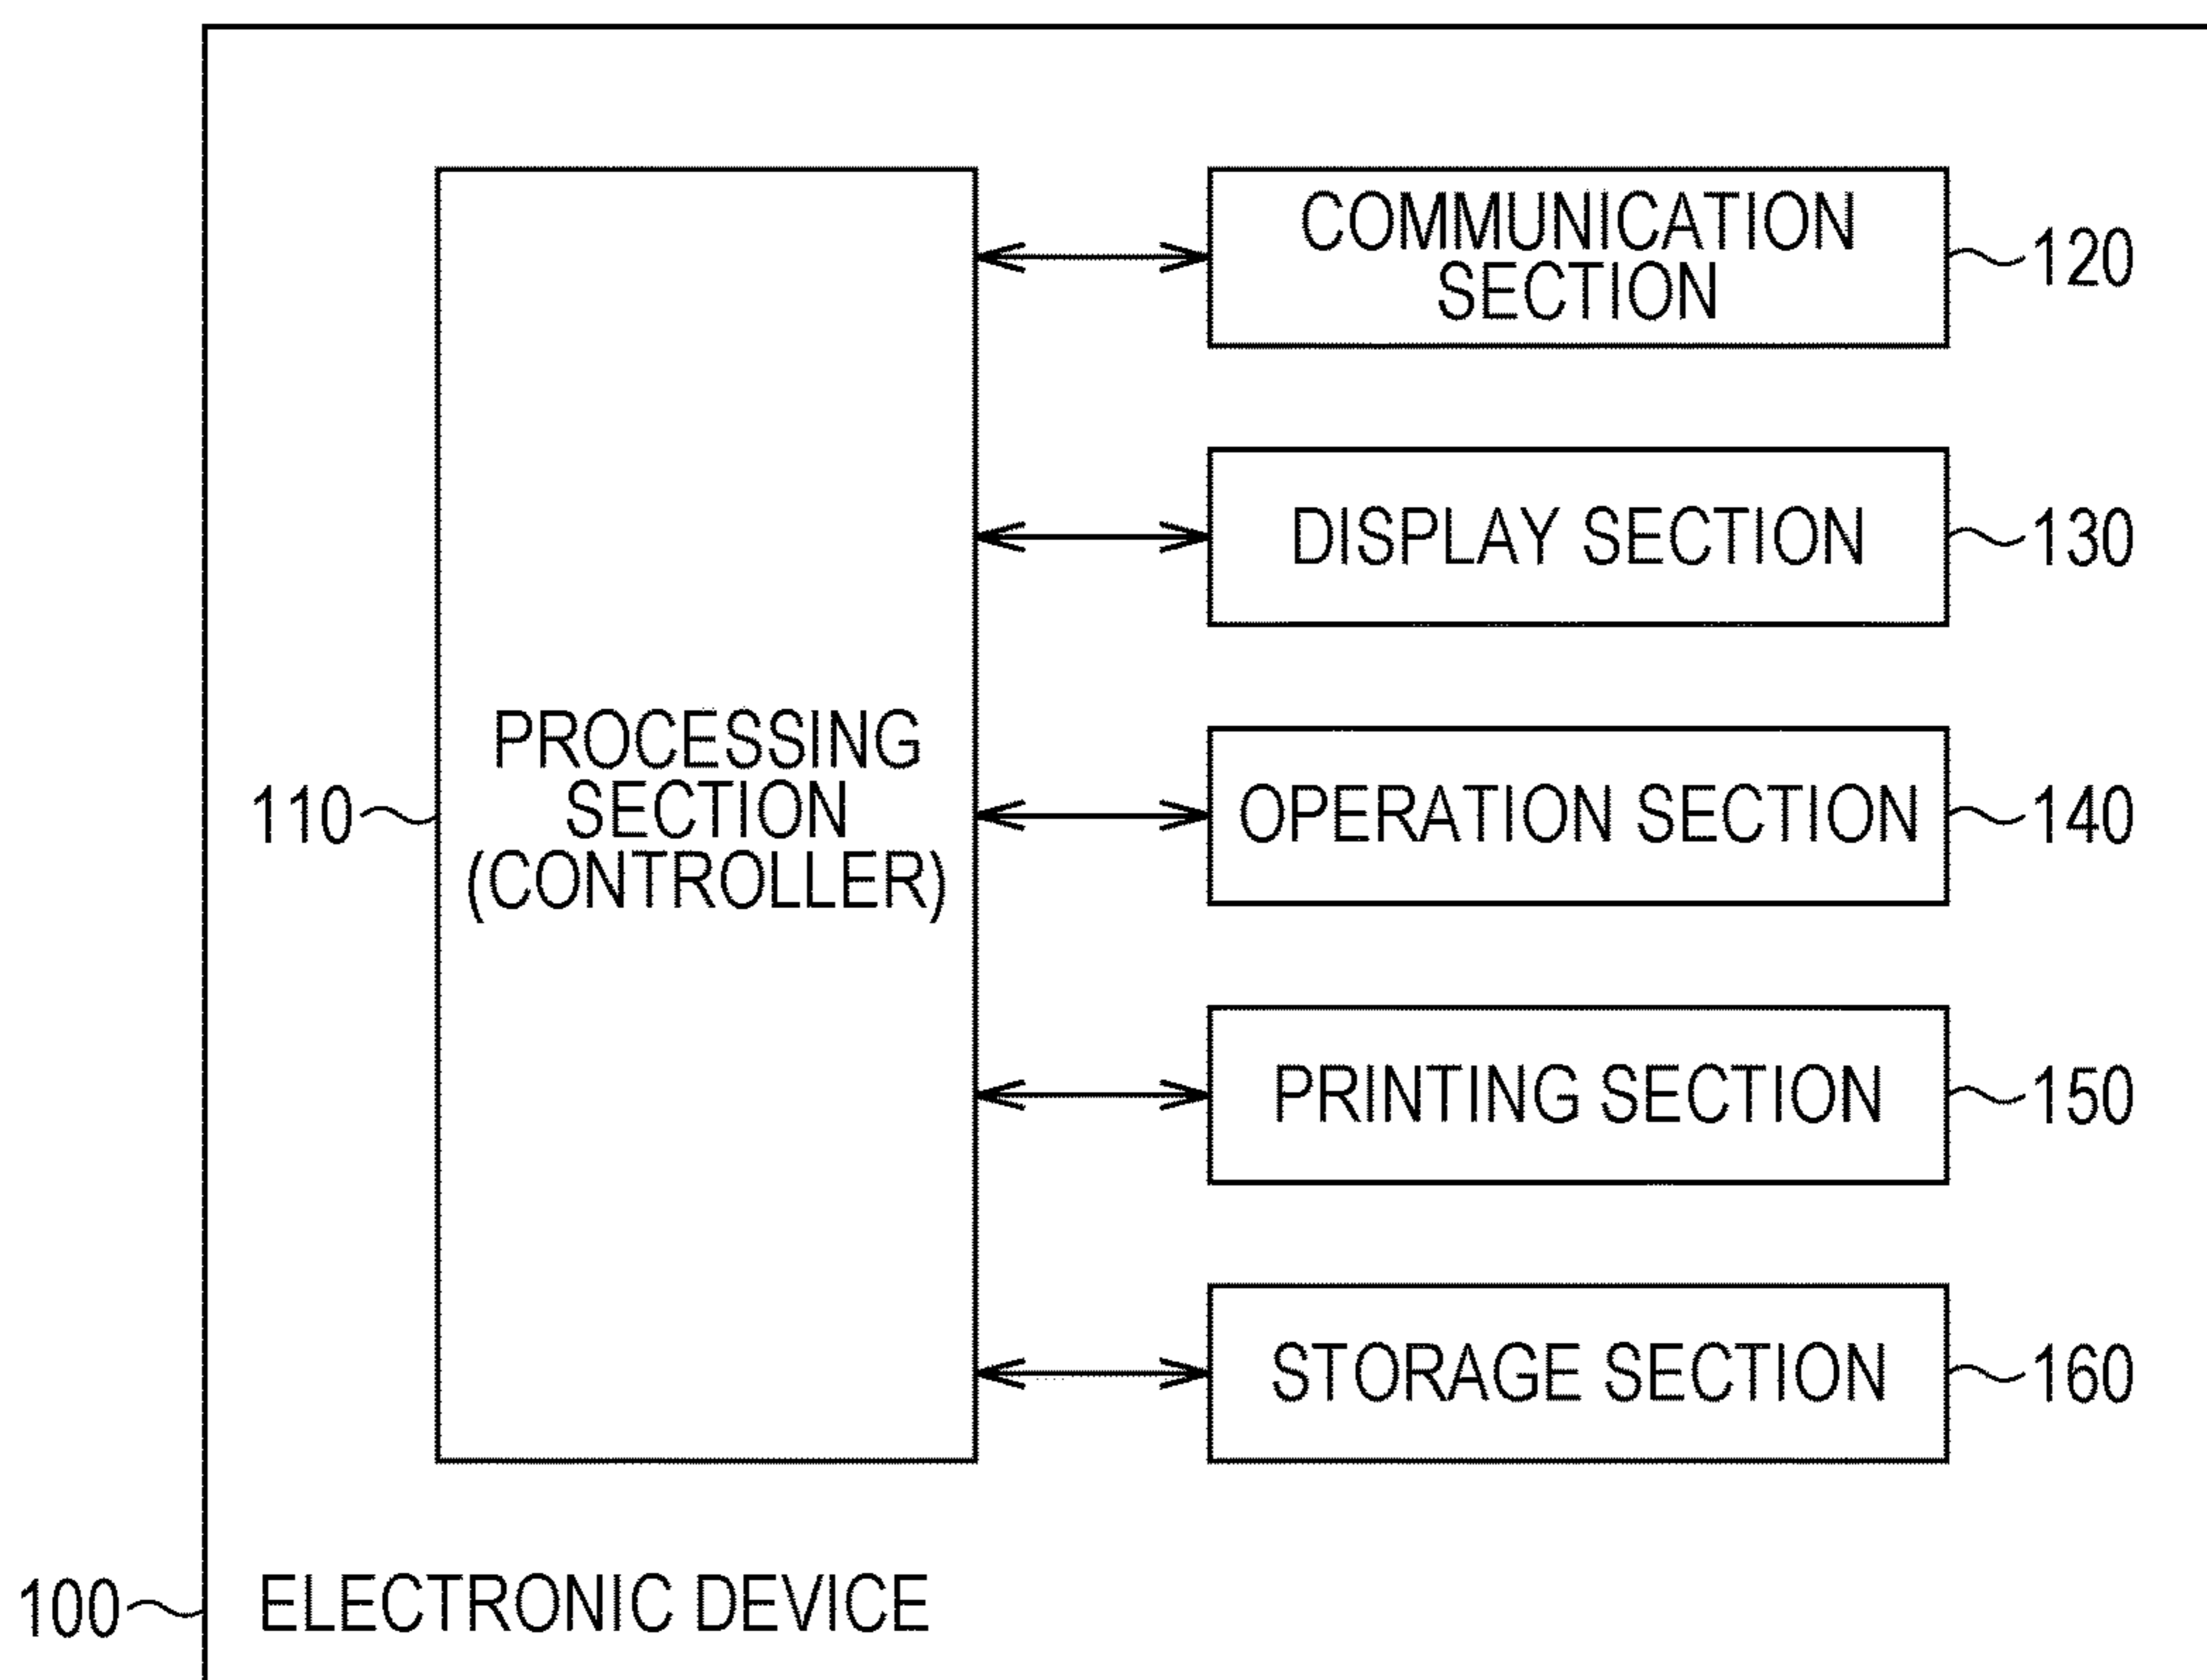 COMMUNICATION
SECTION
120
DISPLAY SECTION
130
PROCESSING
SECTION
(CONTROLLER)
110
OPERATION SECTION
140
PRINTING SECTION
150
STORAGE SECTION
160
100
ELECTRONIC DEVICE